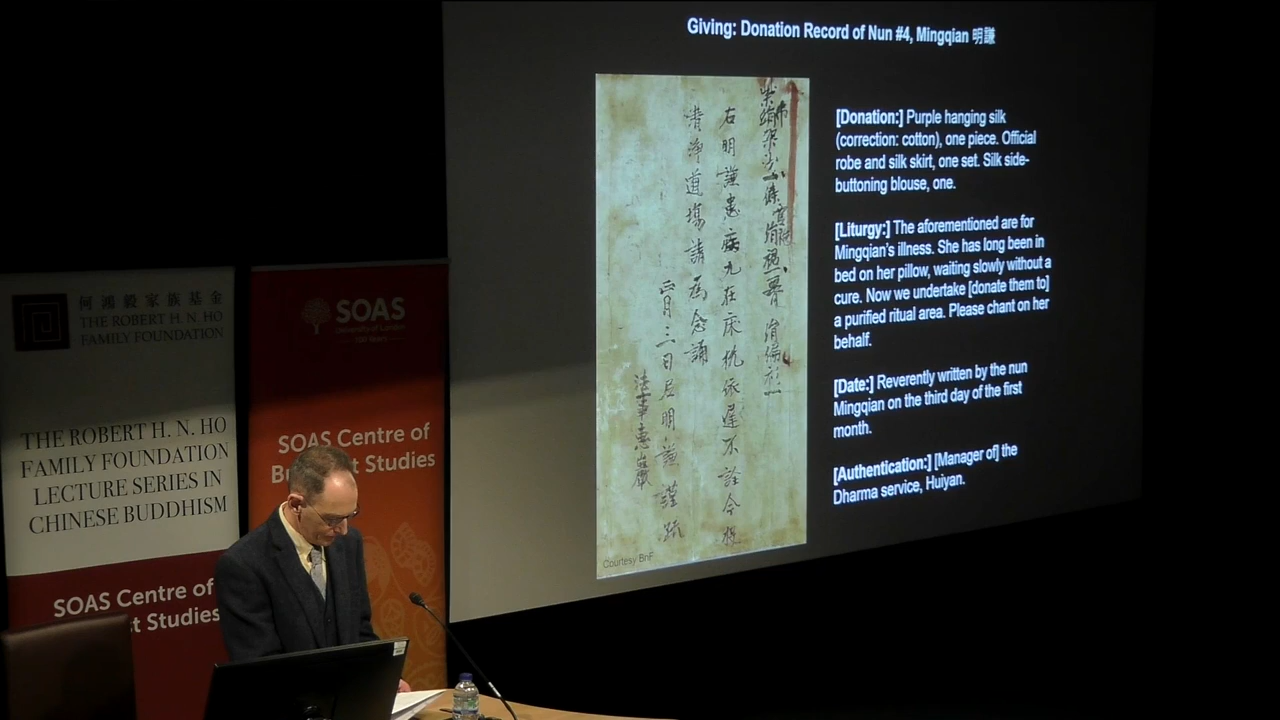 Giving: Donation Record of Nun #4, Mingqian 明謙
[Donation:] Purple hanging silk
(correction: cotton), one piece. Official
robe and silk skirt, one set. Silk side-
buttoning blouse, one.
[Liturgy:] The aforementioned are for
Mingqian's illness. She has long been in
bed on her pillow, waiting slowly without a
cure. Now we undertake [donate them to]
a purified ritual area. Please chant on her
behalf.
[Date:] Reverently written by the nun
Mingqian on the third day of the first
month.
[Authentication:] [Manager of] the
Dharma service, Huiyan.
右明謙患病久在床枕依遲不詮今
清淨道場請為念誦
正月三日尼明謙謹疏
法事惠巖
Courtesy BnF
何鴻毅家族基金
THE ROBERT H. N. HO
FAMILY FOUNDATION
THE ROBERT H. N. HO
FAMILY FOUNDATION
LECTURE SERIES IN
CHINESE BUDDHISM
SOAS Centre of
st Studies
SOAS
University of London
SOAS Centre of
Bu st Studies